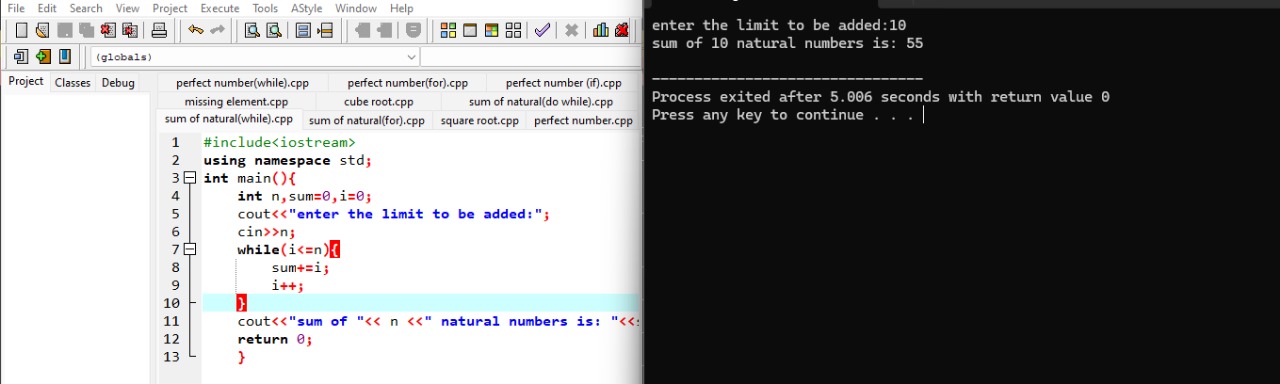 File Edit Search View Project Execute Tools AStyle Window Help
(globals)
Project Classes Debug
perfect number(while).cpp perfect number(for).cpp perfect number (if).cpp
missing element.cpp cube root.cpp sum of natural(do while).cpp
sum of natural(while).cpp sum of natural(for).cpp square root.cpp perfect number.cpp
1 #include<iostream>
2 using namespace std;
3 int main(){
4 int n,sum=0,i=0;
5 cout<<"enter the limit to be added:";
6 cin>>n;
7 while(i<=n){
8 sum+=i;
9 i++;
10 }
11 cout<<"sum of "<< n <<" natural numbers is: "<<
12 return 0;
13 }
enter the limit to be added:10
sum of 10 natural numbers is: 55
--------------------------------
Process exited after 5.006 seconds with return value 0
Press any key to continue . . .